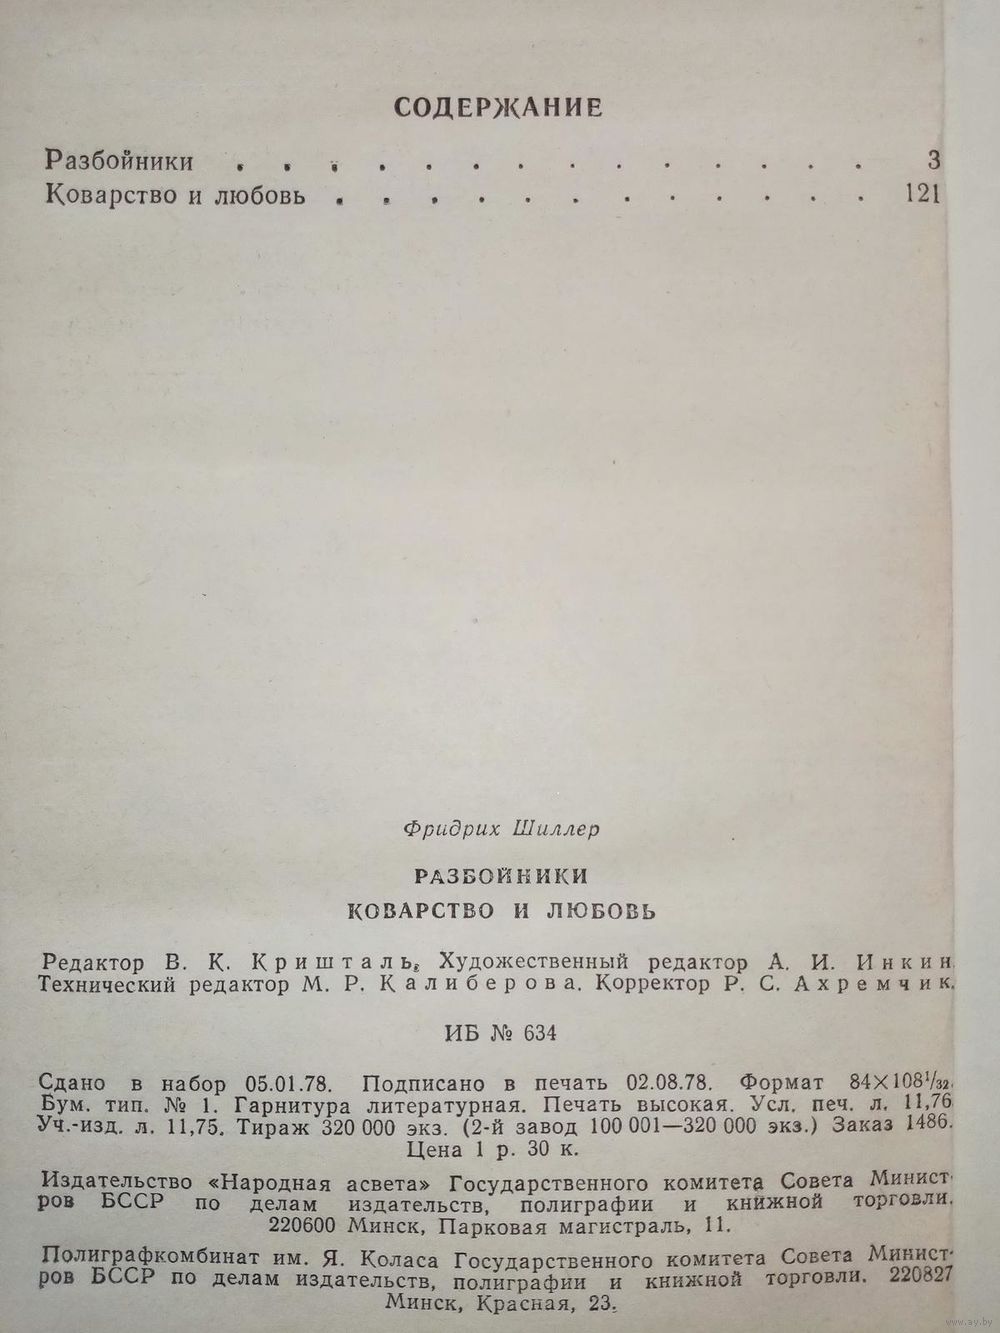 СОДЕРЖАНИЕ
Разбойники . . . . . . . . . . . . . . 3
Коварство и любовь . . . . . . . . . . . . 121
Фридрих Шиллер
РАЗБОЙНИКИ
КОВАРСТВО И ЛЮБОВЬ
Редактор В. К. Кришталь. Художественный редактор А. И. Инкин.
Технический редактор М. Р. Калиберова. Корректор Р. С. Ахремчик.
ИБ № 634
Сдано в набор 05.01.78. Подписано в печать 02.08.78. Формат 84×108¹/₃₂.
Бум. тип. № 1. Гарнитура литературная. Печать высокая. Усл. печ. л. 11,76
Уч.-изд. л. 11,75. Тираж 320 000 экз. (2-й завод 100 001—320 000 экз.) Заказ 1486.
Цена 1 р. 30 к.
Издательство «Народная асвета» Государственного комитета Совета Минист-
ров БССР по делам издательств, полиграфии и книжной торговли.
220600 Минск, Парковая магистраль, 11.
Полиграфкомбинат им. Я. Коласа Государственного комитета Совета Минист-
ров БССР по делам издательств, полиграфии и книжной торговли. 220827
Минск, Красная, 23.
www.ay.by